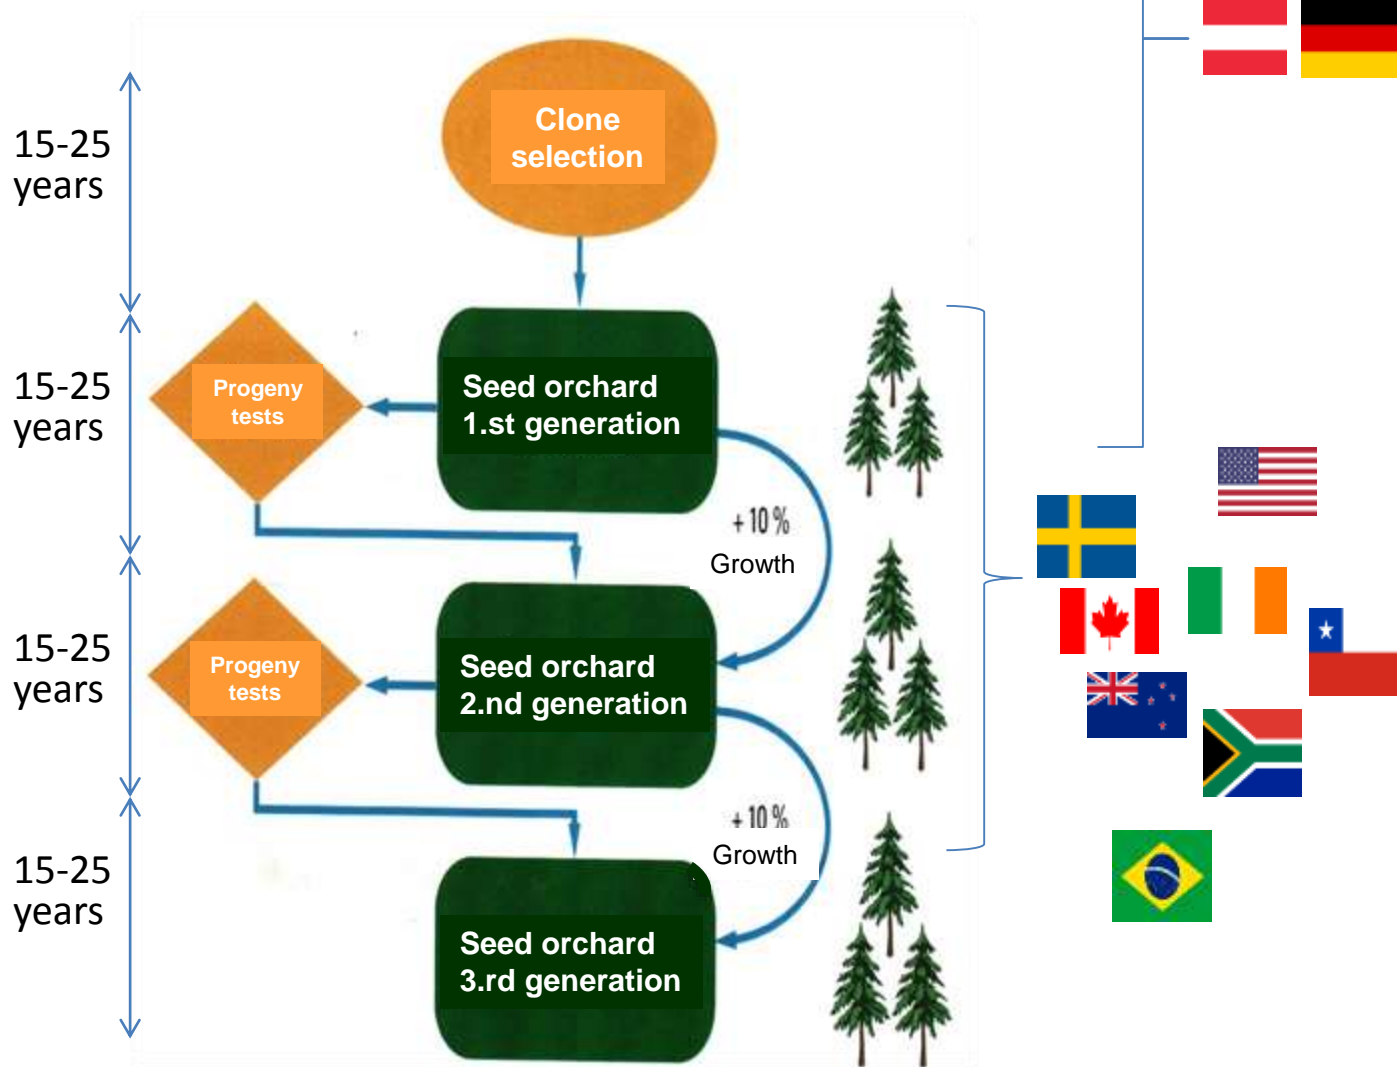 15-25
years
Clone
selection
15-25
years
Progeny
tests
Seed orchard
1.st generation
+ 10 %
Growth
15-25
years
Progeny
tests
Seed orchard
2.nd generation
+ 10 %
Growth
15-25
years
Seed orchard
3.rd generation